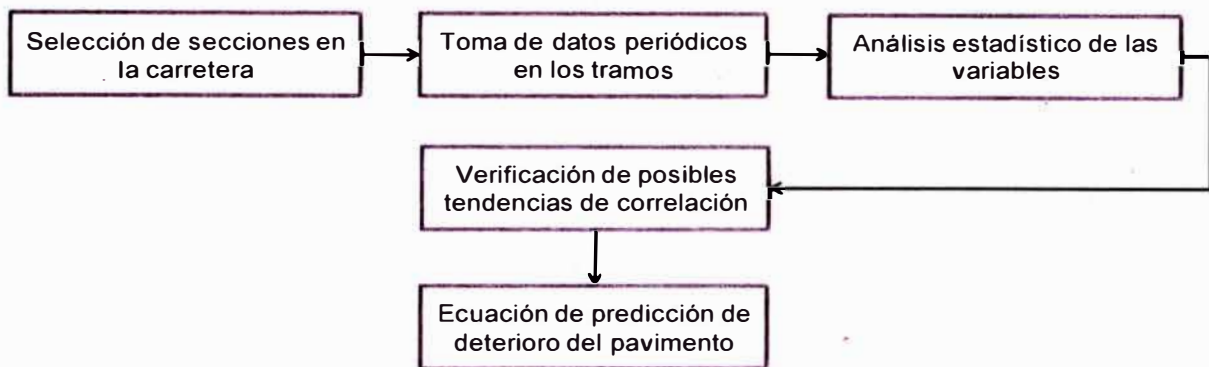 Selección de secciones en
la carretera
Toma de datos periódicos
en los tramos
Análisis estadístico de las
variables
Verificación de posibles
tendencias de correlación
Ecuación de predicción de
deterioro del pavimento